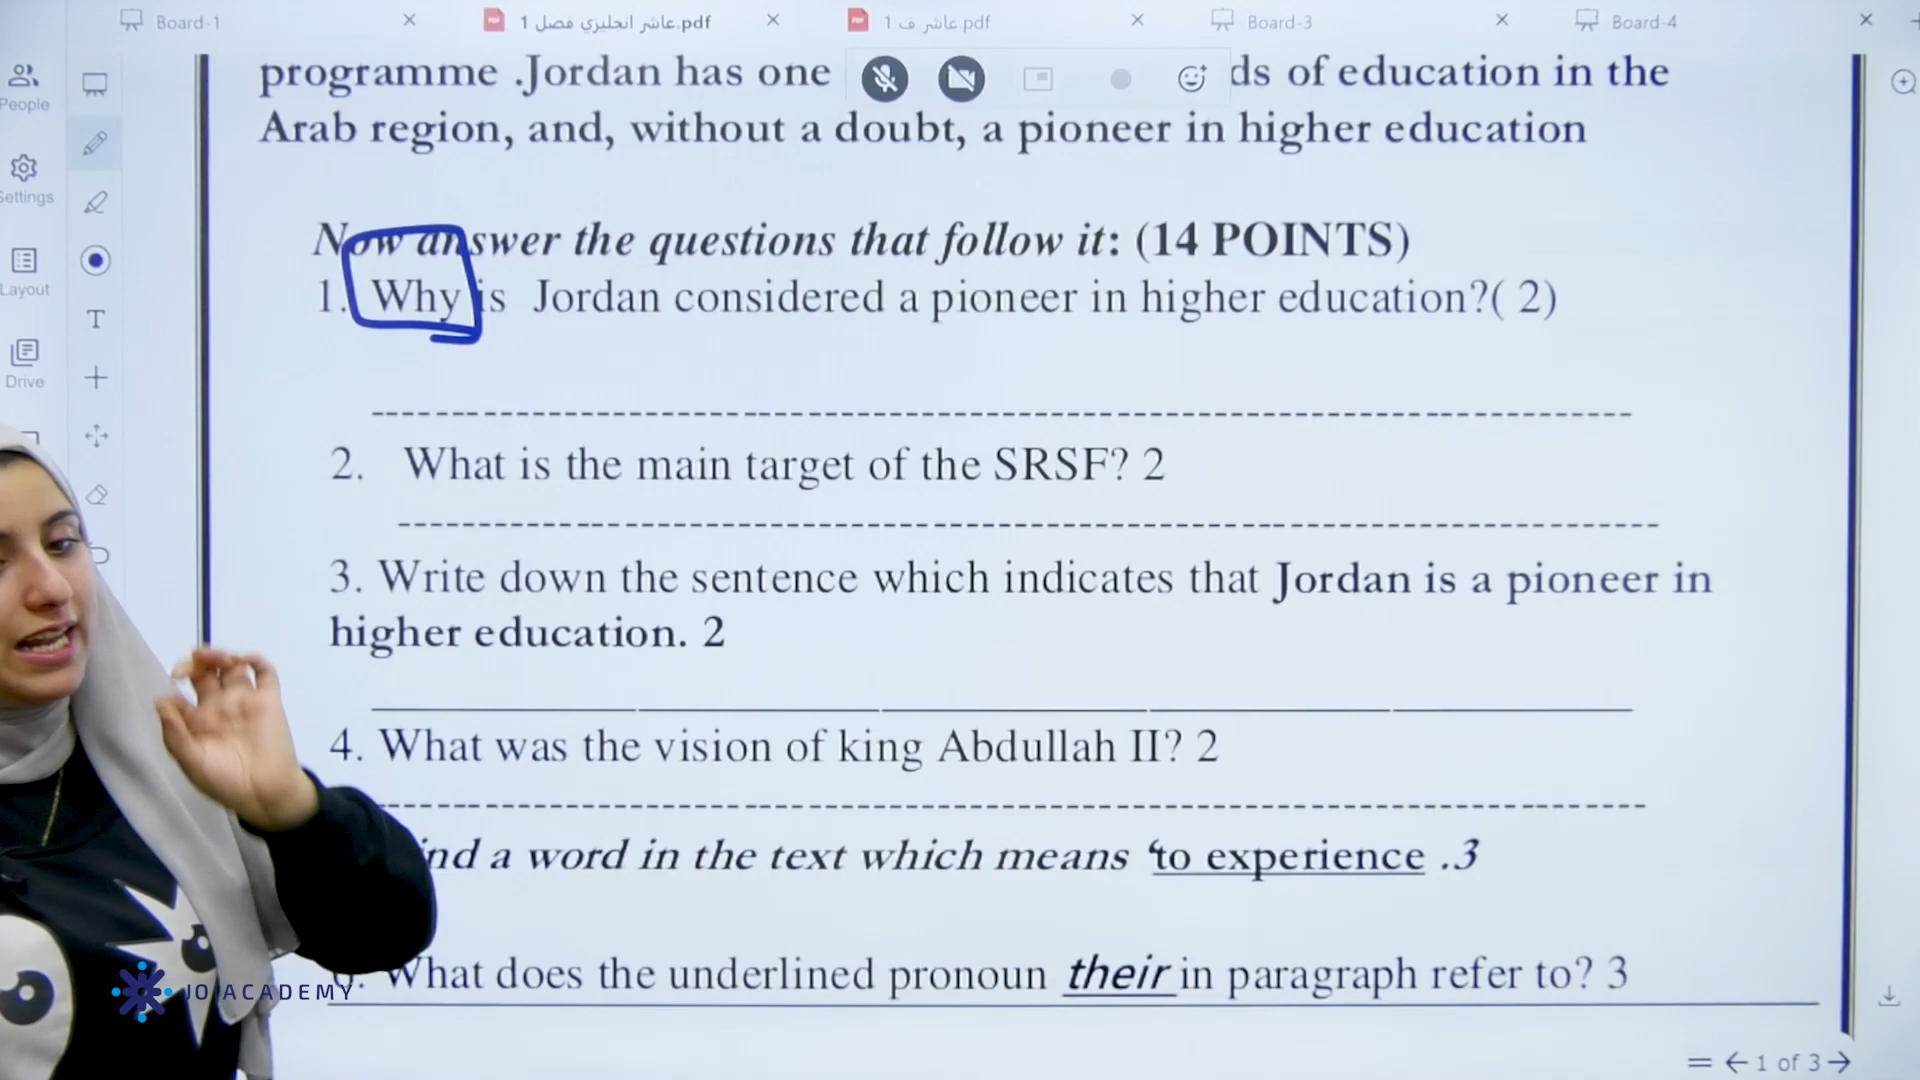 Board-1
عاشر انجليزي فصل 1.pdf
عاشر ف 1.pdf
Board-3
Board-4
People
Settings
Layout
Drive
programme .Jordan has one ds of education in the
Arab region, and, without a doubt, a pioneer in higher education
Now answer the questions that follow it: (14 POINTS)
1. Why is Jordan considered a pioneer in higher education?( 2)
2. What is the main target of the SRSF? 2
3. Write down the sentence which indicates that Jordan is a pioneer in
higher education. 2
4. What was the vision of king Abdullah II? 2
ind a word in the text which means ‘to experience .3
What does the underlined pronoun their in paragraph refer to? 3
JO ACADEMY
1 of 3